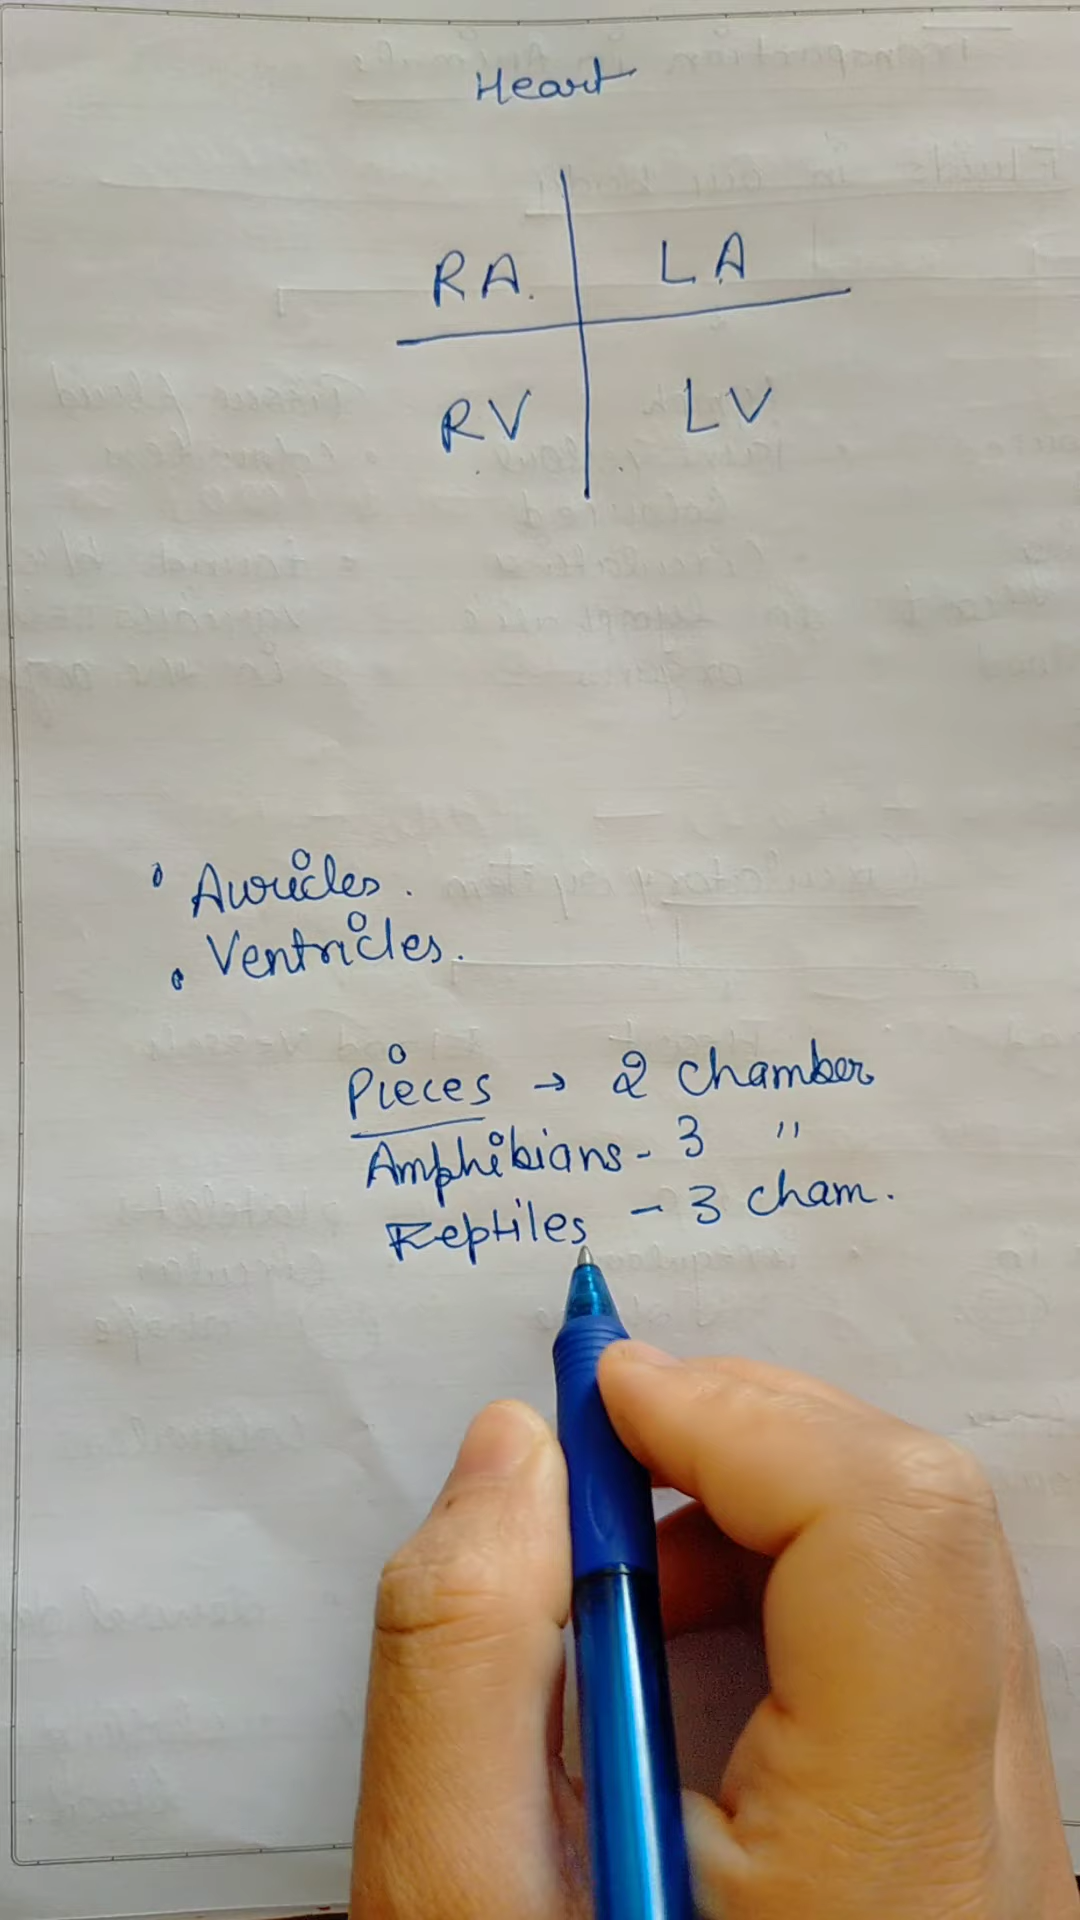 Heart
RA. LA
RV LV
• Auricles.
• Ventricles.
Pieces → 2 chamber
Amphibians - 3 "
Reptiles - 3 cham.